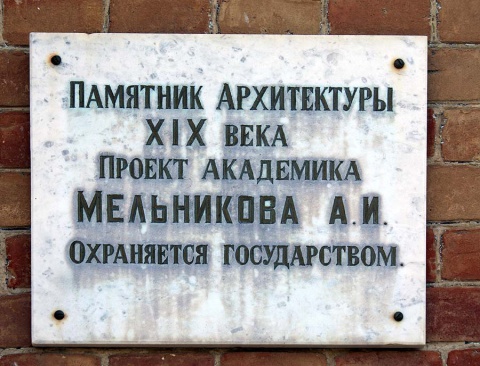 Памятник Архитектуры
XIX века
Проект академика
Мельникова А.И.
Охраняется государством.